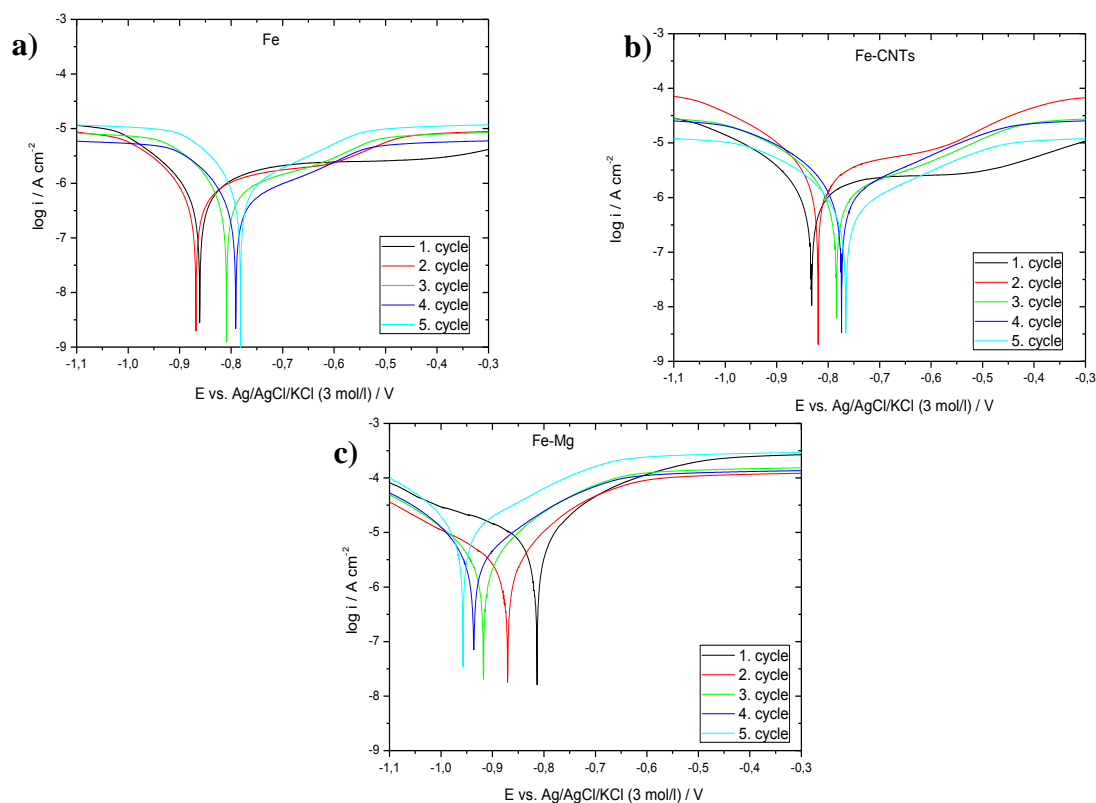 a)
Fe
-3
-4
-5
-6
-7
-8
-9
log i / A cm-2
1. cycle
2. cycle
3. cycle
4. cycle
5. cycle
-1,1 -1,0 -0,9 -0,8 -0,7 -0,6 -0,5 -0,4 -0,3
E vs. Ag/AgCl/KCl (3 mol/l) / V
b)
Fe-CNTs
-3
-4
-5
-6
-7
-8
-9
log i / A cm-2
1. cycle
2. cycle
3. cycle
4. cycle
5. cycle
-1,1 -1,0 -0,9 -0,8 -0,7 -0,6 -0,5 -0,4 -0,3
E vs. Ag/AgCl/KCl (3 mol/l) / V
c)
Fe-Mg
-3
-4
-5
-6
-7
-8
-9
log i / A cm-2
1. cycle
2. cycle
3. cycle
4. cycle
5. cycle
-1,1 -1,0 -0,9 -0,8 -0,7 -0,6 -0,5 -0,4 -0,3
E vs. Ag/AgCl/KCl (3 mol/l) / V